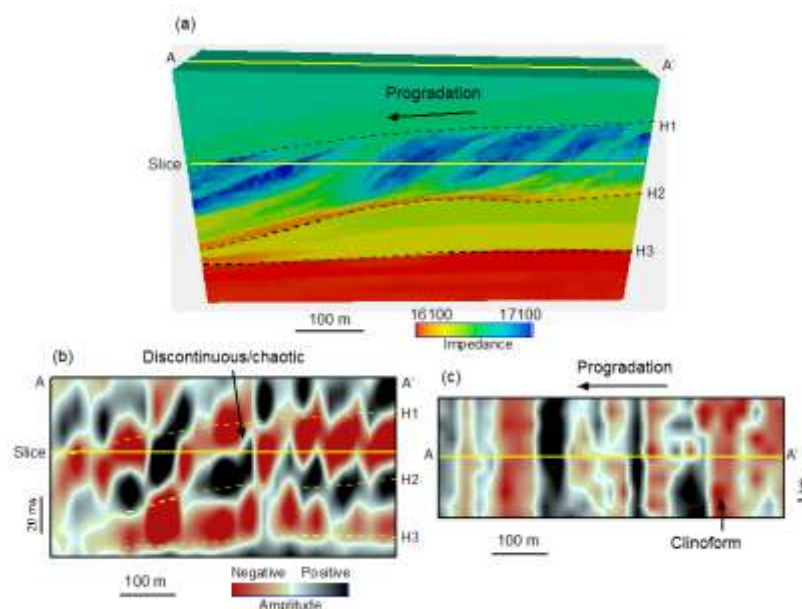 (a)
A
A'
Progradation
H1
Slice
H2
H3
100 m
16100
17100
Impedance
(b)
Discontinuous/chaotic
A
A'
H1
Slice
H2
20 ms
H3
100 m
Negative
Positive
Amplitude
(c)
Progradation
A
A'
100 m
Clinoform